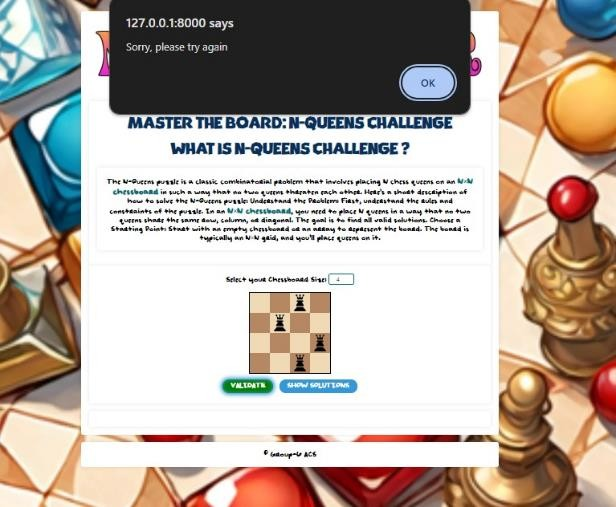 127.0.0.1:8000 says
Sorry, please try again
OK
MASTER THE BOARD: N-QUEENS CHALLENGE
WHAT IS N-QUEENS CHALLENGE ?
The N-Queens puzzle is a classic combinatorial problem that involves placing N chess queens on an N×N
chessboard in such a way that no two queens threaten each other. Here's a short description of
how to solve the N-Queens puzzle: Understand the Problem: First, understand the rules and
constraints of the puzzle. In an N×N chessboard, you need to place N queens in a way that no two
queens share the same row, column, or diagonal. The goal is to find all valid solutions. Choose a
Starting Point: Start with an empty chessboard or an array to represent the board. The board is
typically an N×N grid, and you'll place queens on it.
Select your Chessboard Size: 4
VALIDATE SHOW SOLUTIONS
© Group-6 ACS